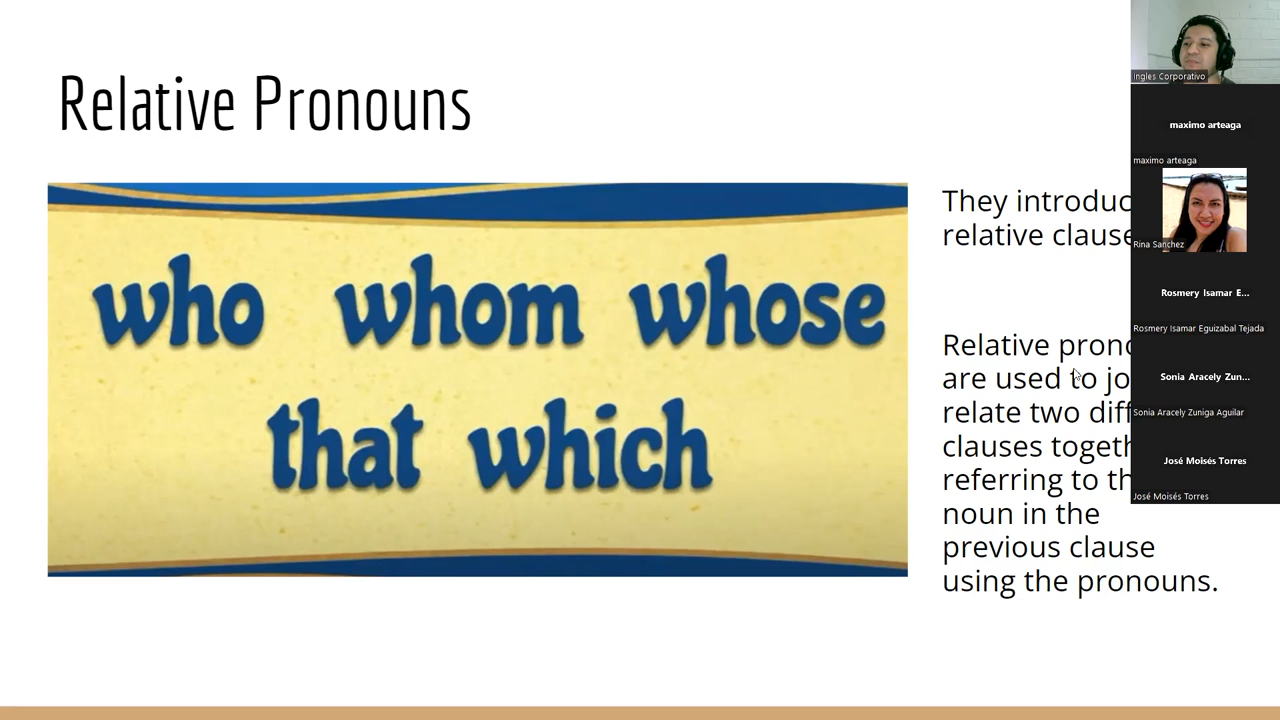 Relative Pronouns
who whom whose
that which
They introduc
relative clause
Relative prono
are used to jo
relate two diff
clauses togeth
referring to th
noun in the
previous clause
using the pronouns.
Ingles Corporativo
maximo arteaga
maximo arteaga
Rina Sanchez
Rosmery Isamar E...
Rosmery Isamar Eguizabal Tejada
Sonia Aracely Zun...
Sonia Aracely Zuniga Aguilar
José Moisés Torres
José Moisés Torres